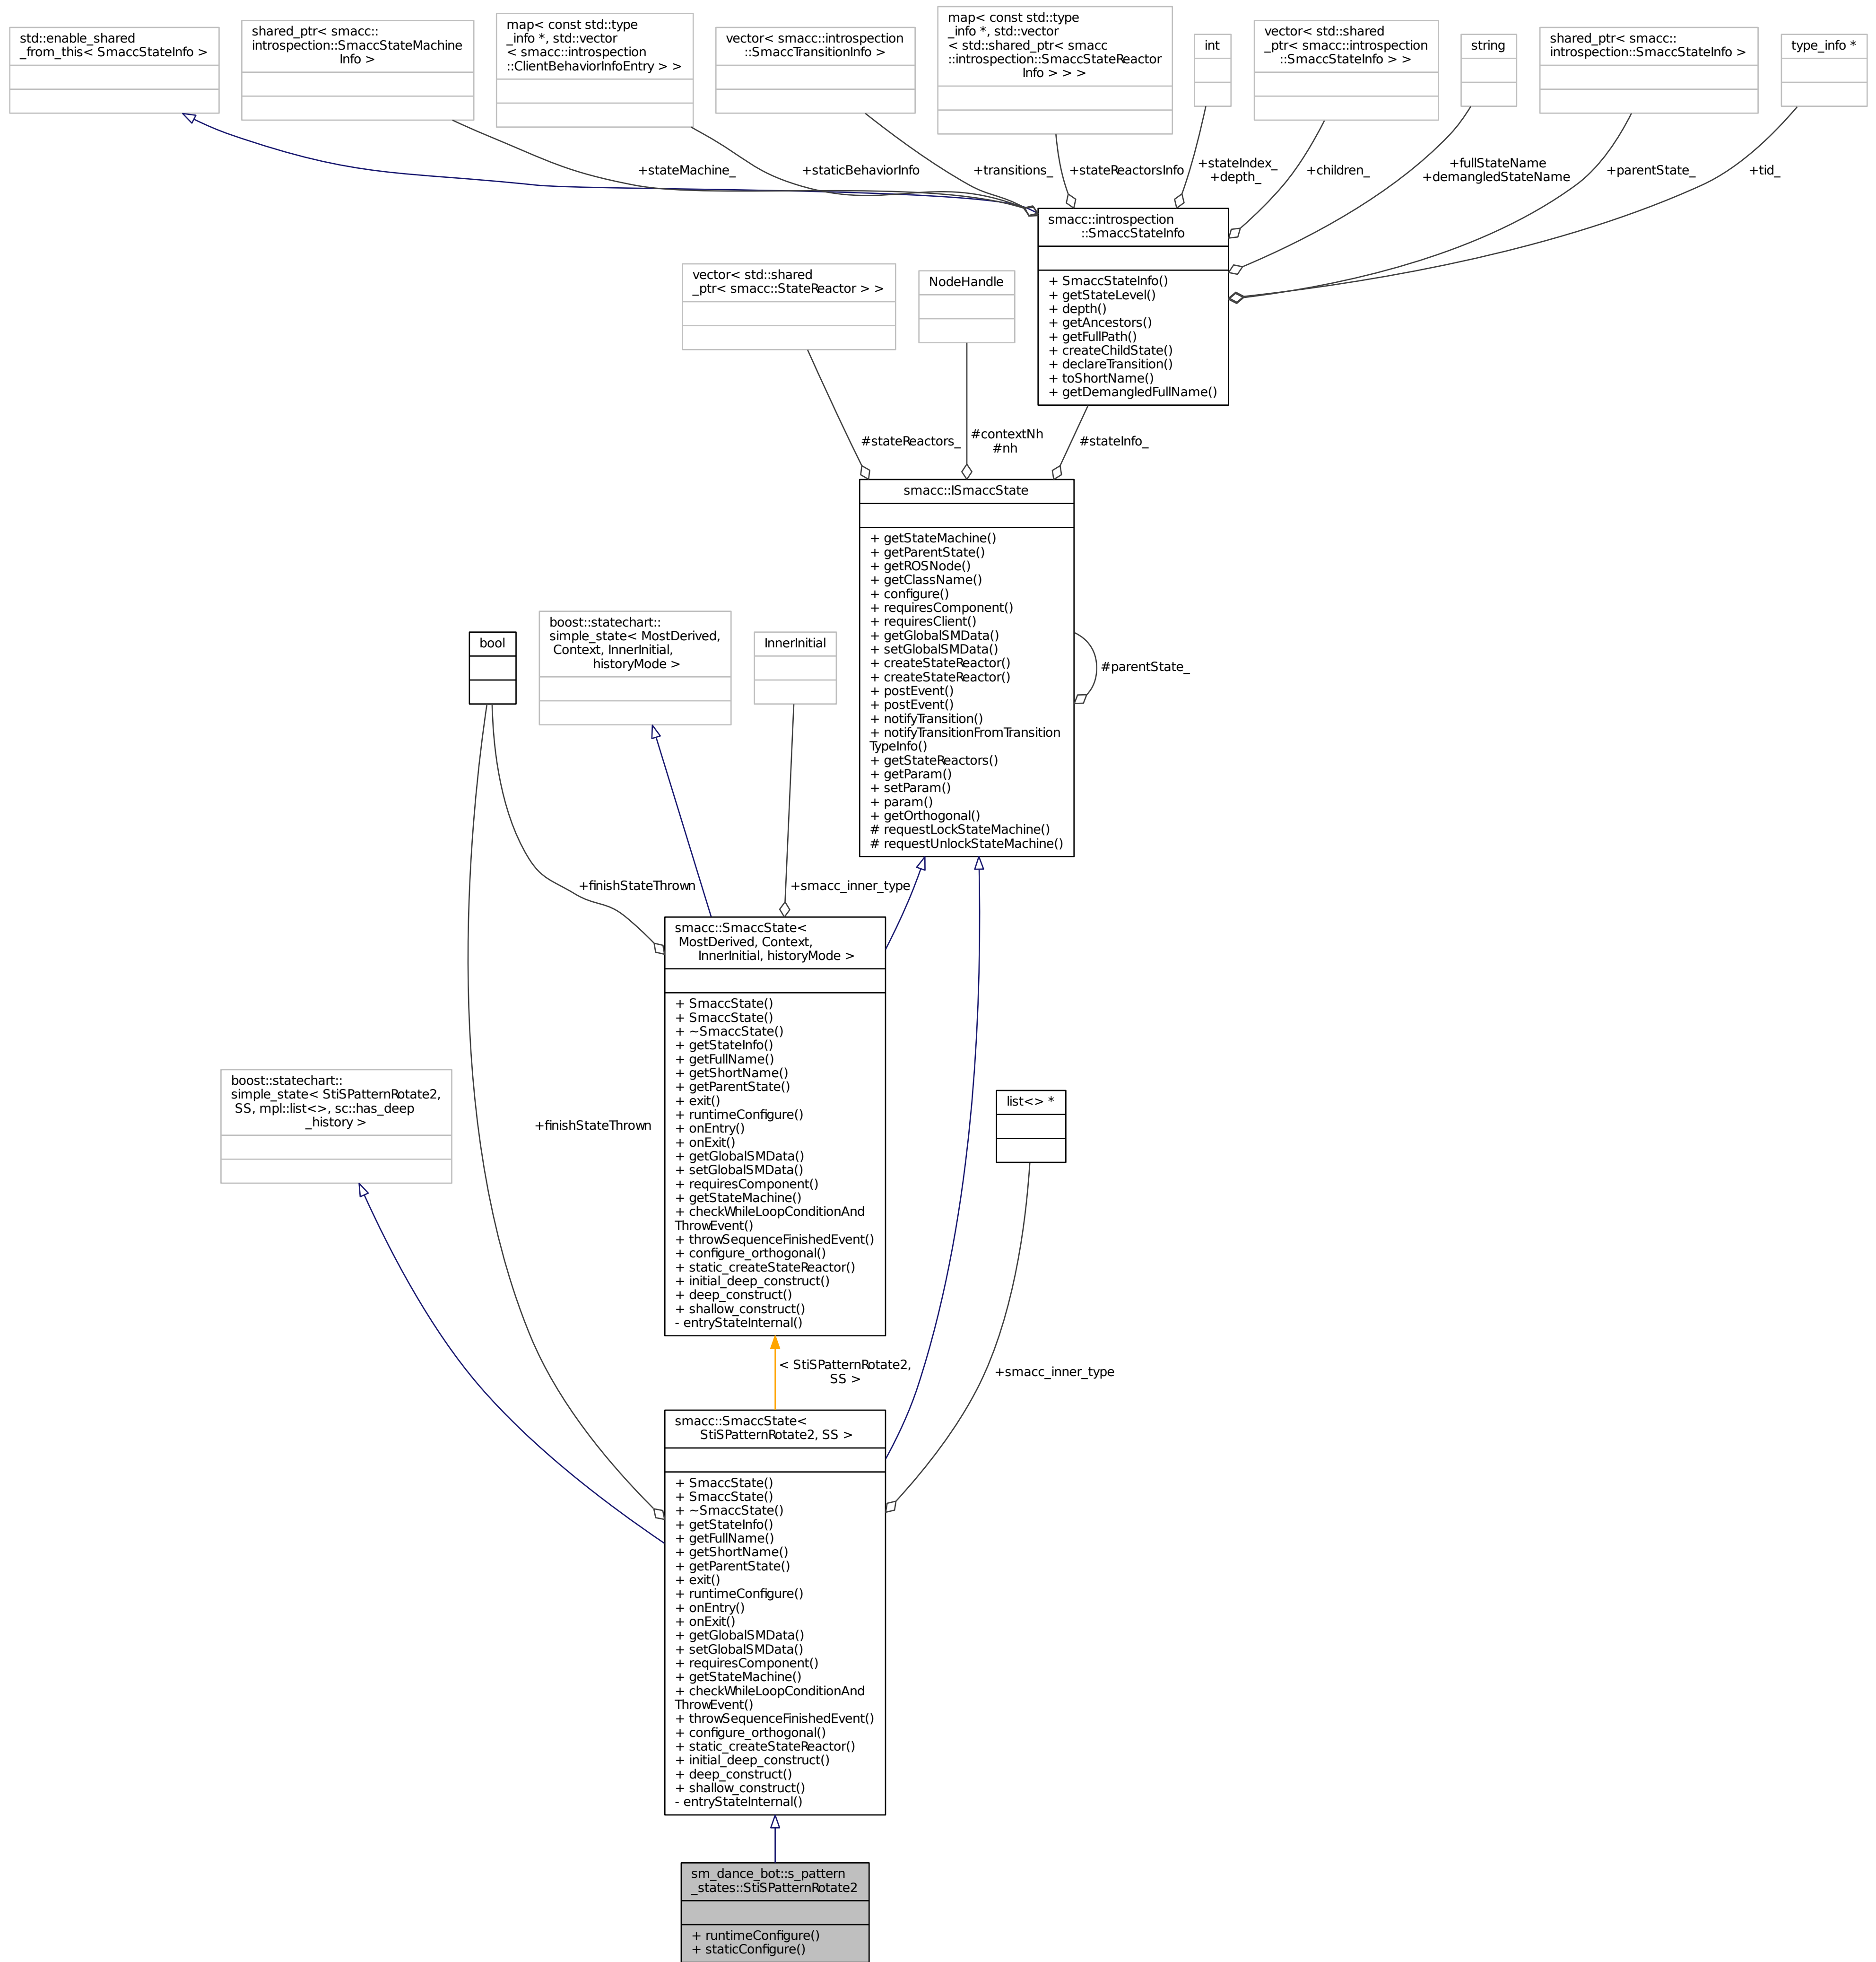 std::enable_shared
_from_this< SmaccStateInfo >
shared_ptr< smacc::
introspection::SmaccStateMachine
Info >
map< const std::type
_info *, std::vector
< smacc::introspection
::ClientBehaviorInfoEntry > >
vector< smacc::introspection
::SmaccTransitionInfo >
map< const std::type
_info *, std::vector
< std::shared_ptr< smacc
::introspection::SmaccStateReactor
Info > > >
int
vector< std::shared
_ptr< smacc::introspection
::SmaccStateInfo > >
string
shared_ptr< smacc::
introspection::SmaccStateInfo >
type_info *
+stateMachine_
+staticBehaviorInfo
+transitions_
+stateReactorsInfo
+stateIndex_
+depth_
+children_
+fullStateName
+demangledStateName
+parentState_
+tid_
smacc::introspection
::SmaccStateInfo
+ SmaccStateInfo()
+ getStateLevel()
+ depth()
+ getAncestors()
+ getFullPath()
+ createChildState()
+ declareTransition()
+ toShortName()
+ getDemangledFullName()
vector< std::shared
_ptr< smacc::StateReactor > >
NodeHandle
#stateReactors_
#contextNh
#nh
#stateInfo_
smacc::ISmaccState
+ getStateMachine()
+ getParentState()
+ getROSNode()
+ getClassName()
+ configure()
+ requiresComponent()
+ requiresClient()
+ getGlobalSMData()
+ setGlobalSMData()
+ createStateReactor()
+ createStateReactor()
+ postEvent()
+ postEvent()
+ notifyTransition()
+ notifyTransitionFromTransition
TypeInfo()
+ getStateReactors()
+ getParam()
+ setParam()
+ param()
+ getOrthogonal()
# requestLockStateMachine()
# requestUnlockStateMachine()
#parentState_
bool
boost::statechart::
simple_state< MostDerived,
Context, InnerInitial,
historyMode >
InnerInitial
+finishStateThrown
+smacc_inner_type
smacc::SmaccState<
MostDerived, Context,
InnerInitial, historyMode >
+ SmaccState()
+ SmaccState()
+ ~SmaccState()
+ getStateInfo()
+ getFullName()
+ getShortName()
+ getParentState()
+ exit()
+ runtimeConfigure()
+ onEntry()
+ onExit()
+ getGlobalSMData()
+ setGlobalSMData()
+ requiresComponent()
+ getStateMachine()
+ checkWhileLoopConditionAnd
ThrowEvent()
+ throwSequenceFinishedEvent()
+ configure_orthogonal()
+ static_createStateReactor()
+ initial_deep_construct()
+ deep_construct()
+ shallow_construct()
- entryStateInternal()
boost::statechart::
simple_state< StiSPatternRotate2,
SS, mpl::list<>, sc::has_deep
_history >
+finishStateThrown
list<> *
< StiSPatternRotate2,
SS >
+smacc_inner_type
smacc::SmaccState<
StiSPatternRotate2, SS >
+ SmaccState()
+ SmaccState()
+ ~SmaccState()
+ getStateInfo()
+ getFullName()
+ getShortName()
+ getParentState()
+ exit()
+ runtimeConfigure()
+ onEntry()
+ onExit()
+ getGlobalSMData()
+ setGlobalSMData()
+ requiresComponent()
+ getStateMachine()
+ checkWhileLoopConditionAnd
ThrowEvent()
+ throwSequenceFinishedEvent()
+ configure_orthogonal()
+ static_createStateReactor()
+ initial_deep_construct()
+ deep_construct()
+ shallow_construct()
- entryStateInternal()
sm_dance_bot::s_pattern
_states::StiSPatternRotate2
+ runtimeConfigure()
+ staticConfigure()